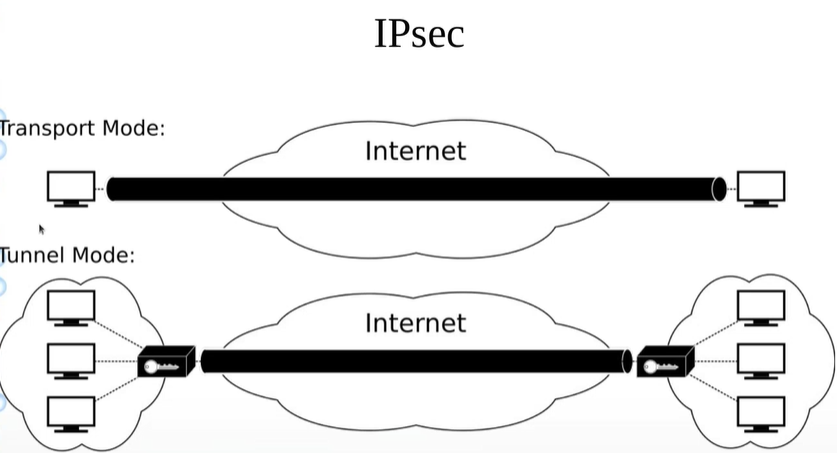 IPsec
Transport Mode:
Internet
Tunnel Mode:
Internet